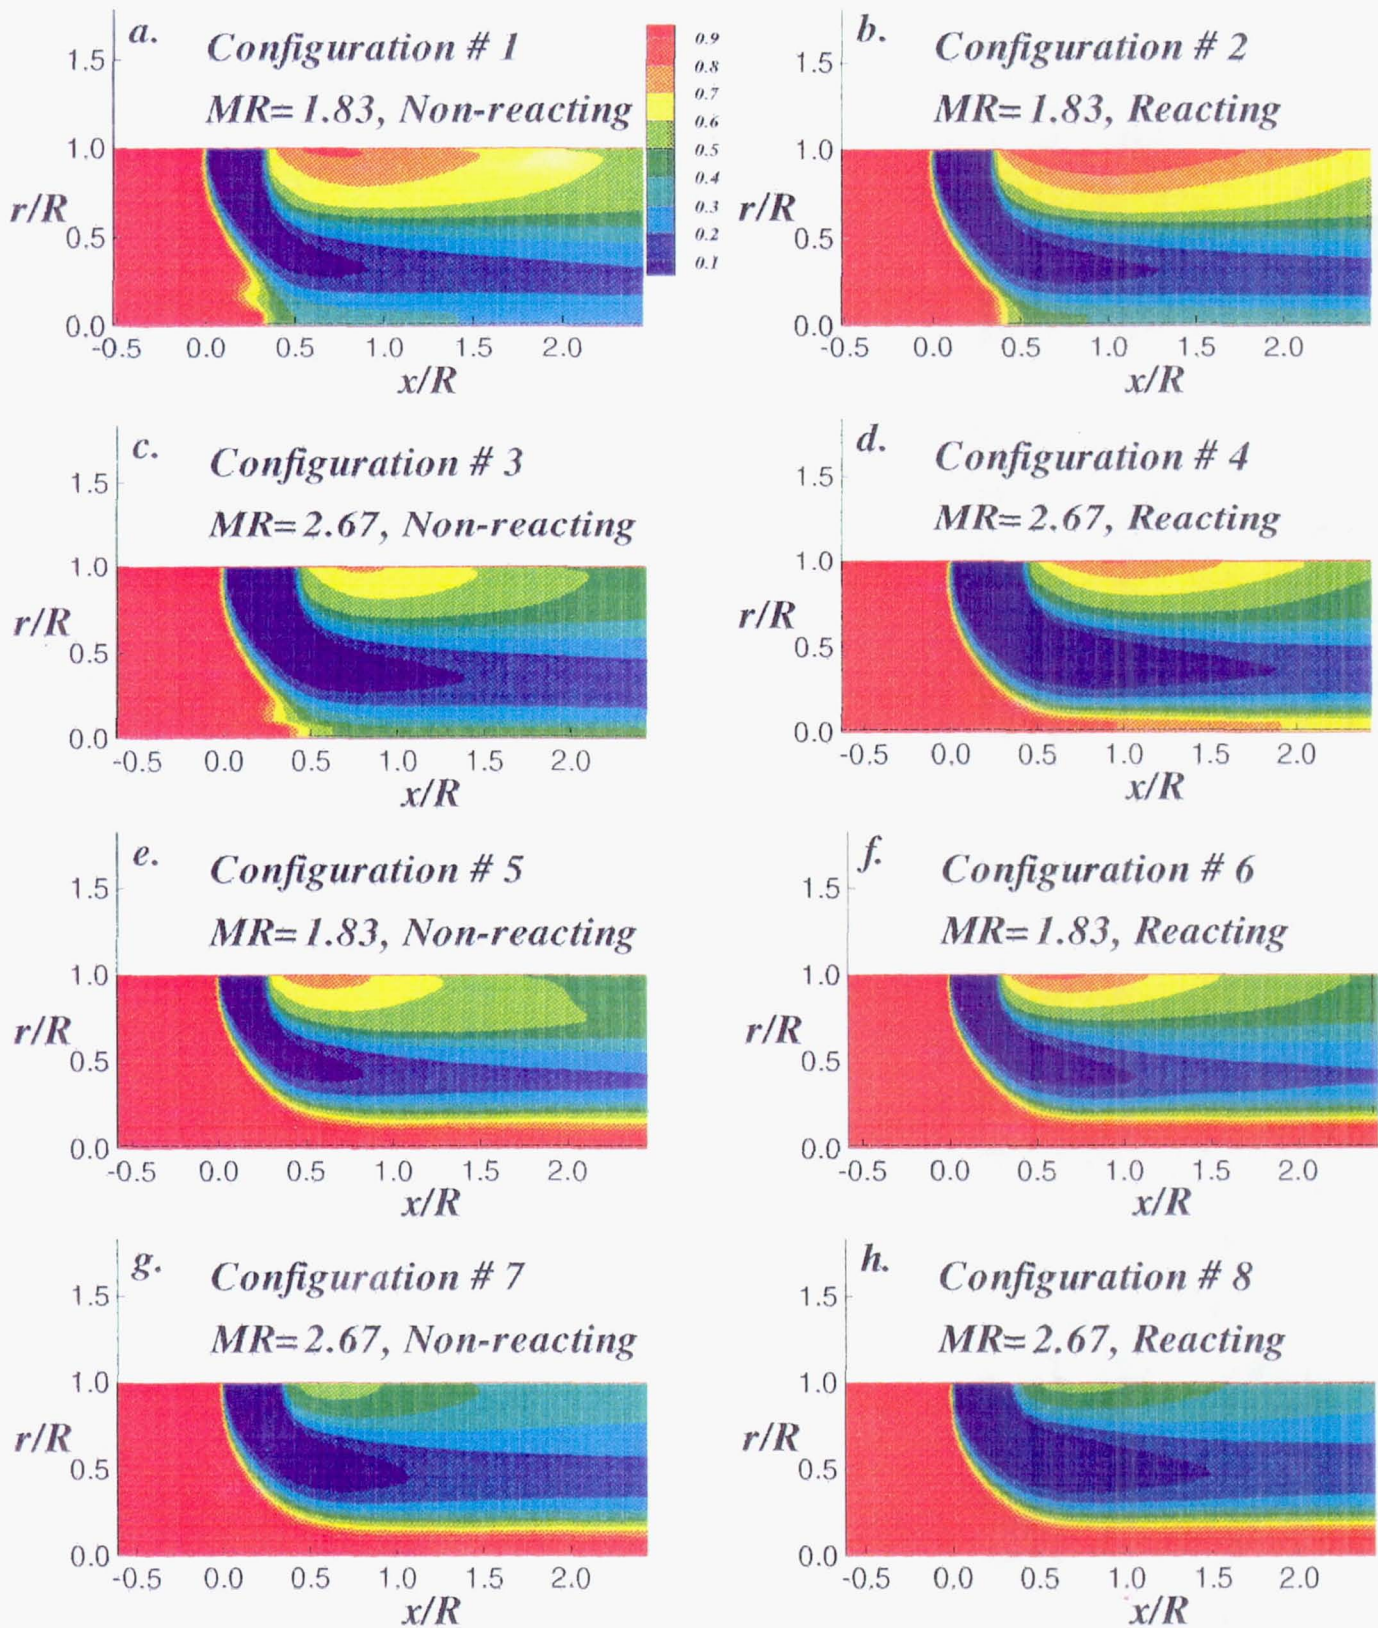 a.
Configuration # 1
MR=1.83, Non-reacting
0.9
0.8
0.7
0.6
0.5
0.4
0.3
0.2
0.1
1.5
1.0
r/R
0.5
0.0
-0.5 0.0 0.5 1.0 1.5 2.0
x/R
b.
Configuration # 2
MR=1.83, Reacting
1.5
1.0
r/R
0.5
0.0
-0.5 0.0 0.5 1.0 1.5 2.0
x/R
c.
Configuration # 3
MR=2.67, Non-reacting
1.5
1.0
r/R
0.5
0.0
-0.5 0.0 0.5 1.0 1.5 2.0
x/R
d.
Configuration # 4
MR=2.67, Reacting
1.5
1.0
r/R
0.5
0.0
-0.5 0.0 0.5 1.0 1.5 2.0
x/R
e.
Configuration # 5
MR=1.83, Non-reacting
1.5
1.0
r/R
0.5
0.0
-0.5 0.0 0.5 1.0 1.5 2.0
x/R
f.
Configuration # 6
MR=1.83, Reacting
1.5
1.0
r/R
0.5
0.0
-0.5 0.0 0.5 1.0 1.5 2.0
x/R
g.
Configuration # 7
MR=2.67, Non-reacting
1.5
1.0
r/R
0.5
0.0
-0.5 0.0 0.5 1.0 1.5 2.0
x/R
h.
Configuration # 8
MR=2.67, Reacting
1.5
1.0
r/R
0.5
0.0
-0.5 0.0 0.5 1.0 1.5 2.0
x/R